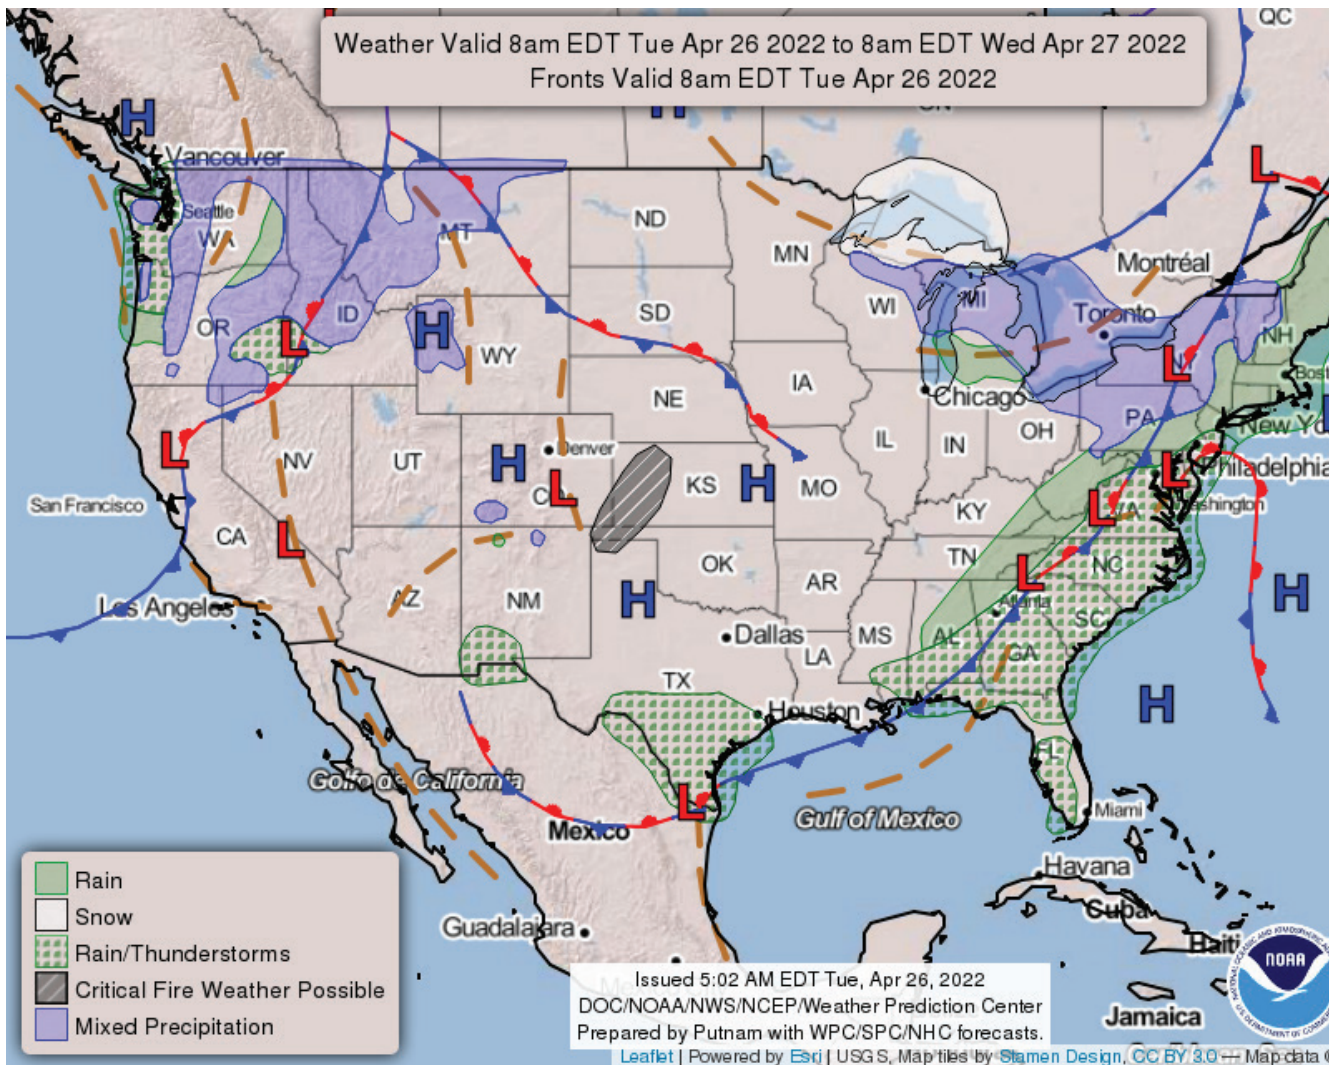 QC
Weather Valid 8am EDT Tue Apr 26 2022 to 8am EDT Wed Apr 27 2022
Fronts Valid 8am EDT Tue Apr 26 2022
H
H
L
Vancouver
Seattle
WA
MT
ND
MN
Montréal
OR
ID
L
H
WY
SD
WI
MI
Toronto
NY
L
NH
NE
IA
Chicago
PA
New Yo
L
NV
UT
H
Denver
CO
L
KS
H
MO
IL
IN
OH
KY
VA
L
L
Philadelphia
Washington
San Francisco
CA
L
AZ
NM
OK
H
AR
TN
NC
L
H
Los Angeles
Dallas
MS
AL
Atlanta
GA
SC
LA
TX
Houston
H
FL
Golfo de California
L
Mexico
Gulf of Mexico
Miami
Havana
Cuba
Haiti
Guadalajara
Jamaica
Rain
Snow
Rain/Thunderstorms
Critical Fire Weather Possible
Mixed Precipitation
NOAA
Issued 5:02 AM EDT Tue, Apr 26, 2022
DOC/NOAA/NWS/NCEP/Weather Prediction Center
Prepared by Putnam with WPC/SPC/NHC forecasts.
Leaflet | Powered by Esri | USGS, Map tiles by Stamen Design, CC BY 3.0 — Map data ©